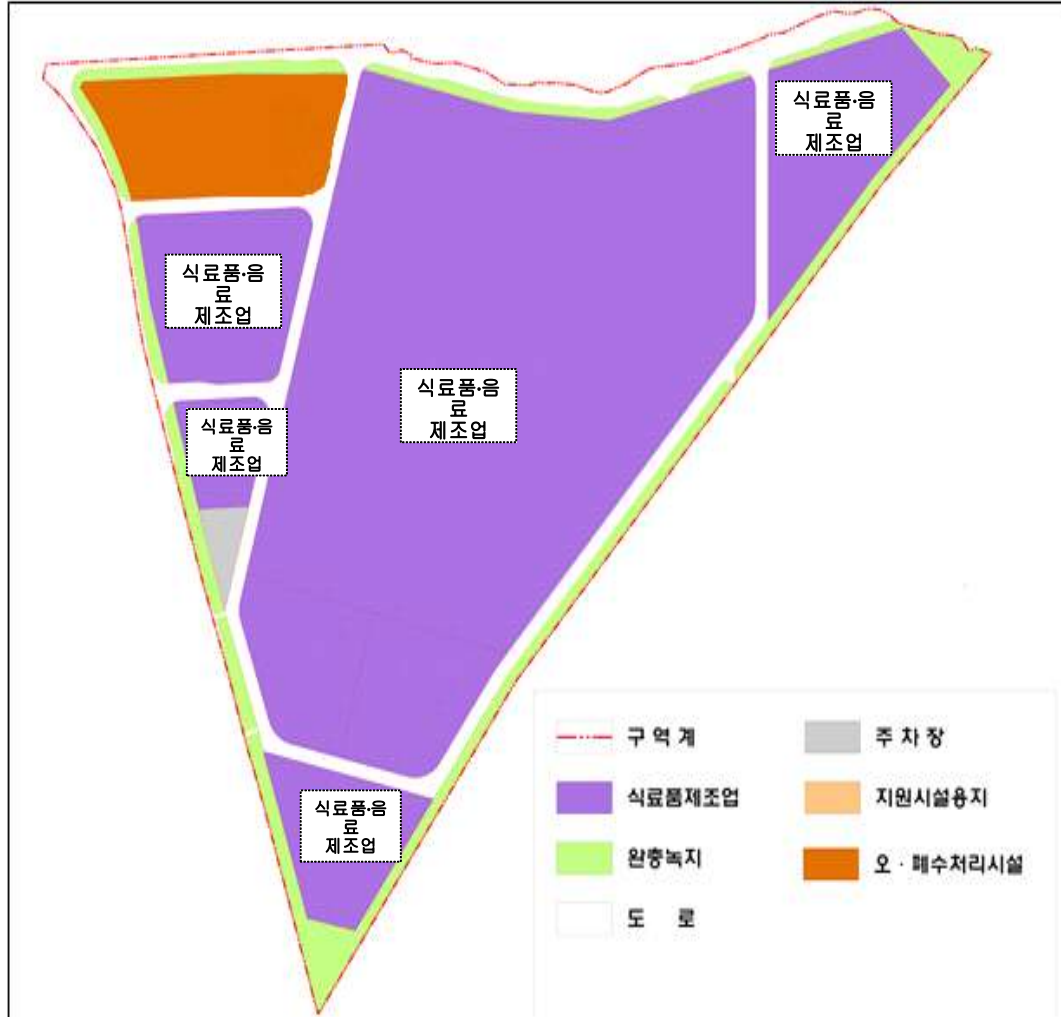 식료품·음
료
제조업
식료품·음
료
제조업
식료품·음
료
제조업
식료품·음
료
제조업
식료품·음
료
제조업
구 역 계
주 차 장
식료품제조업
지원시설용지
완충녹지
오 · 폐수처리시설
도 로